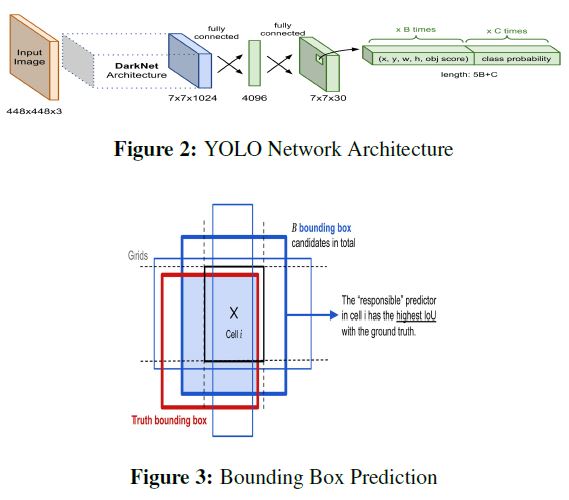 fully
connected
fully
connected
x B times
x C times
Input
Image
DarkNet
Architecture
(x, y, w, h, obj score)
class probability
length: 5B+C
448x448x3
7x7x1024
4096
7x7x30
Figure 2: YOLO Network Architecture
B bounding box
candidates in total
Girids
X
Cell i
The "responsible" predictor
in cell i has the highest IoU
with the ground truth.
Truth bounding box
Figure 3: Bounding Box Prediction